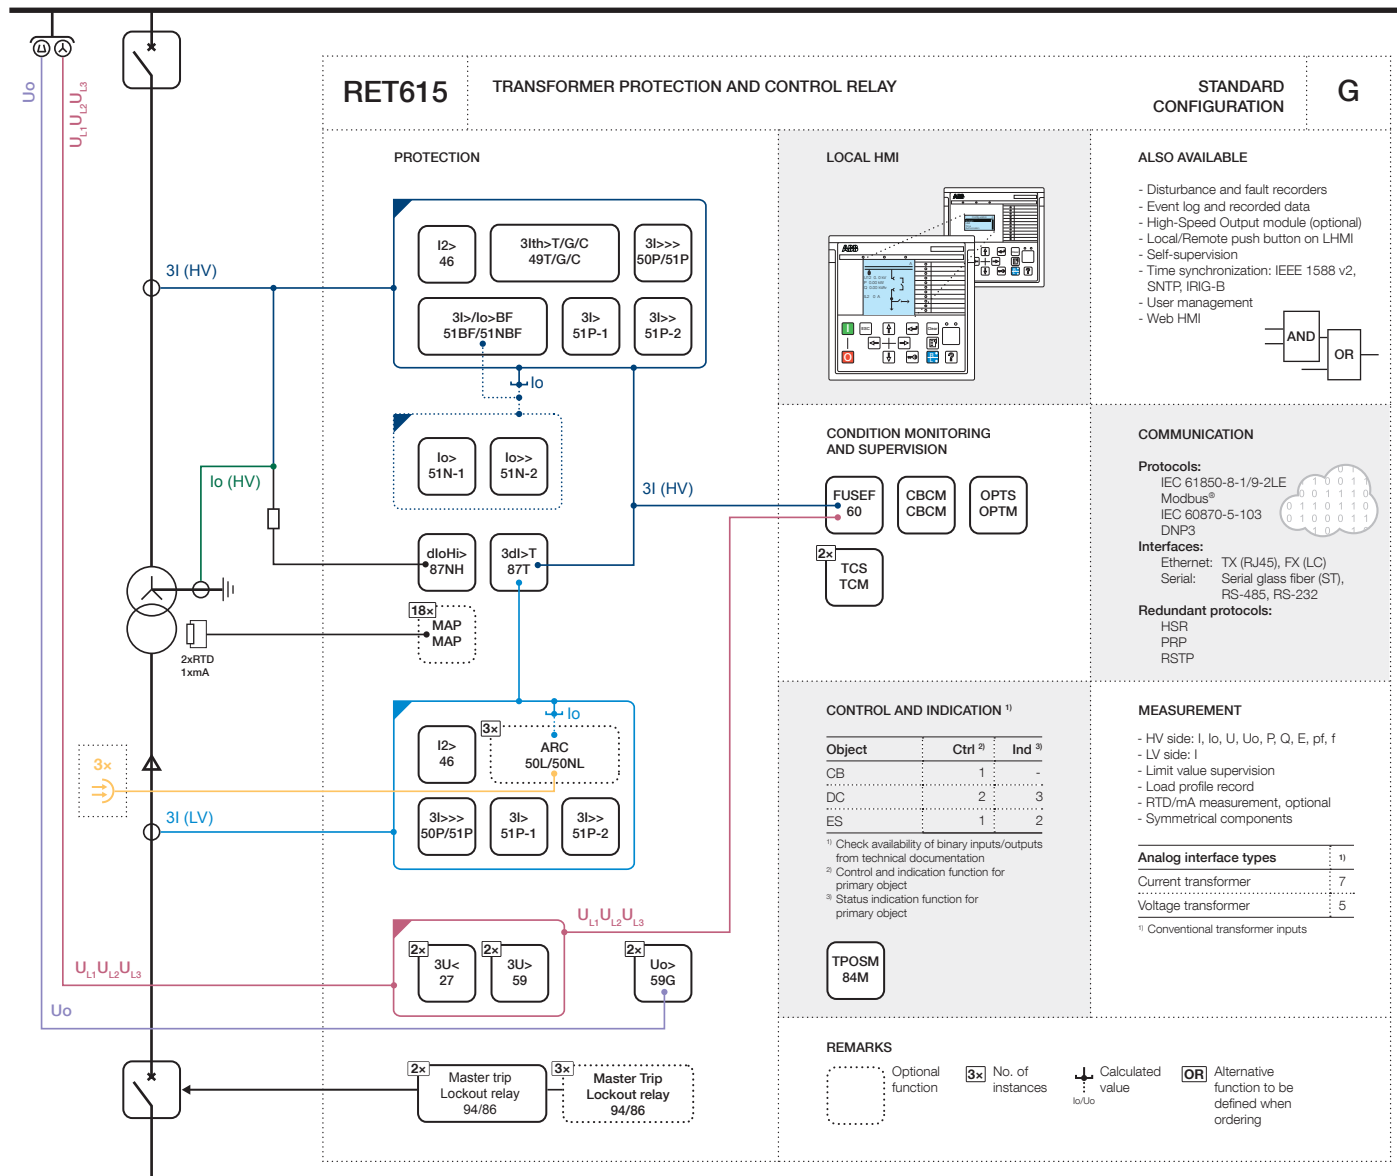 RET615
TRANSFORMER PROTECTION AND CONTROL RELAY
STANDARD
CONFIGURATION
G
Uo
UL1UL2UL3
PROTECTION
I2>
46
3Ith>T/G/C
49T/G/C
3I>>>
50P/51P
3I>/Io>BF
51BF/51NBF
3I>
51P-1
3I>>
51P-2
3I (HV)
Io
Io>
51N-1
Io>>
51N-2
Io (HV)
3I (HV)
dIoHi>
87NH
3dI>T
87T
18×
MAP
MAP
2xRTD
1xmA
Io
I2>
46
3×
ARC
50L/50NL
3×
3I>>>
50P/51P
3I>
51P-1
3I>>
51P-2
3I (LV)
UL1UL2UL3
2×
3U<
27
2×
3U>
59
2×
Uo>
59G
UL1UL2UL3
Uo
2×
Master trip
Lockout relay
94/86
3×
Master Trip
Lockout relay
94/86
LOCAL HMI
ABB
ABB
ESC
Clear
ALSO AVAILABLE
- Disturbance and fault recorders
- Event log and recorded data
- High-Speed Output module (optional)
- Local/Remote push button on LHMI
- Self-supervision
- Time synchronization: IEEE 1588 v2,
SNTP, IRIG-B
- User management
- Web HMI
AND
OR
CONDITION MONITORING
AND SUPERVISION
FUSEF
60
CBCM
CBCM
OPTS
OPTM
2×
TCS
TCM
COMMUNICATION
Protocols:
IEC 61850-8-1/9-2LE
Modbus®
IEC 60870-5-103
DNP3
Interfaces:
Ethernet: TX (RJ45), FX (LC)
Serial: Serial glass fiber (ST),
RS-485, RS-232
Redundant protocols:
HSR
PRP
RSTP
CONTROL AND INDICATION 1)
Object Ctrl 2) Ind 3)
CB 1 -
DC 2 3
ES 1 2
1) Check availability of binary inputs/outputs
from technical documentation
2) Control and indication function for
primary object
3) Status indication function for
primary object
TPOSM
84M
MEASUREMENT
- HV side: I, Io, U, Uo, P, Q, E, pf, f
- LV side: I
- Limit value supervision
- Load profile record
- RTD/mA measurement, optional
- Symmetrical components
Analog interface types 1)
Current transformer 7
Voltage transformer 5
1) Conventional transformer inputs
REMARKS
Optional
function
3×
No. of
instances
Io/Uo
Calculated
value
OR
Alternative
function to be
defined when
ordering